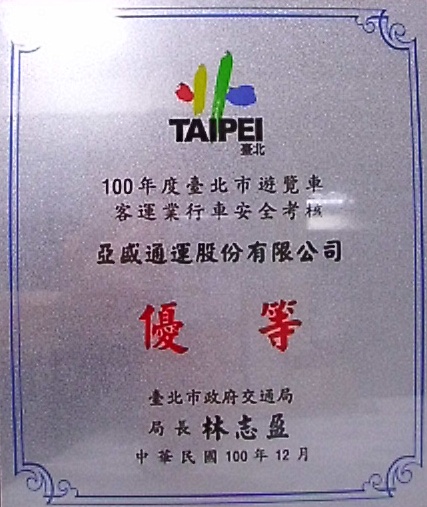 TAIPEI
臺北
100年度臺北市遊覽車
客運業行車安全考核
亞盛通運股份有限公司
優等
臺北市政府交通局
局長 林志盈
中華民國100年12月